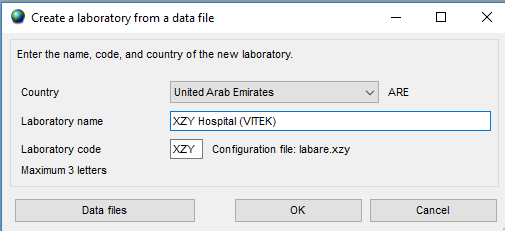 Create a laboratory from a data file
Enter the name, code, and country of the new laboratory.
Country United Arab Emirates ARE
Laboratory name XZY Hospital (VITEK)
Laboratory code XZY Configuration file: labare.xzy
Maximum 3 letters
Data files OK Cancel